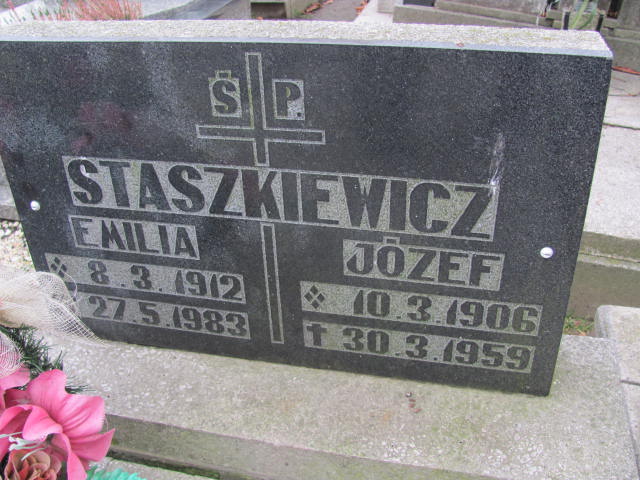 Ś P.
STASZKIEWICZ
EMILIA
8.3.1912
27.5.1983
JÓZEF
10.3.1906
30.3.1959